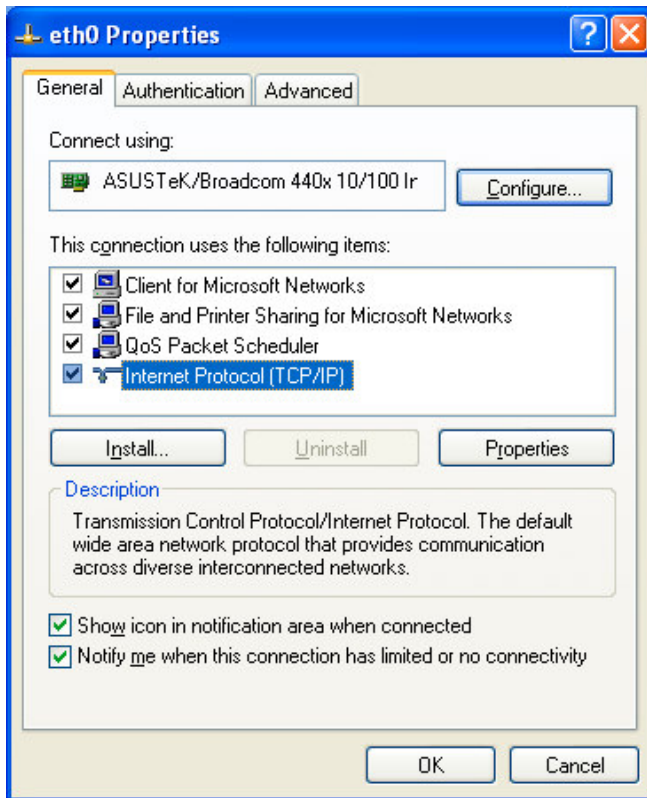 eth0 Properties
General Authentication Advanced
Connect using:
ASUSTeK/Broadcom 440x 10/100 Ir
Configure...
This connection uses the following items:
Client for Microsoft Networks
File and Printer Sharing for Microsoft Networks
QoS Packet Scheduler
Internet Protocol (TCP/IP)
Install... Uninstall Properties
Description
Transmission Control Protocol/Internet Protocol. The default
wide area network protocol that provides communication
across diverse interconnected networks.
Show icon in notification area when connected
Notify me when this connection has limited or no connectivity
OK Cancel